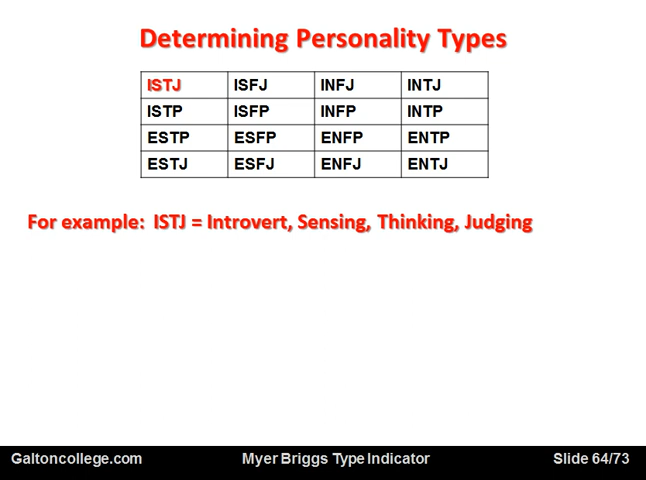 Determining Personality Types
ISTJ ISFJ INFJ INTJ
ISTP ISFP INFP INTP
ESTP ESFP ENFP ENTP
ESTJ ESFJ ENFJ ENTJ
For example: ISTJ = Introvert, Sensing, Thinking, Judging
Galtoncollege.com Myer Briggs Type Indicator Slide 64/73